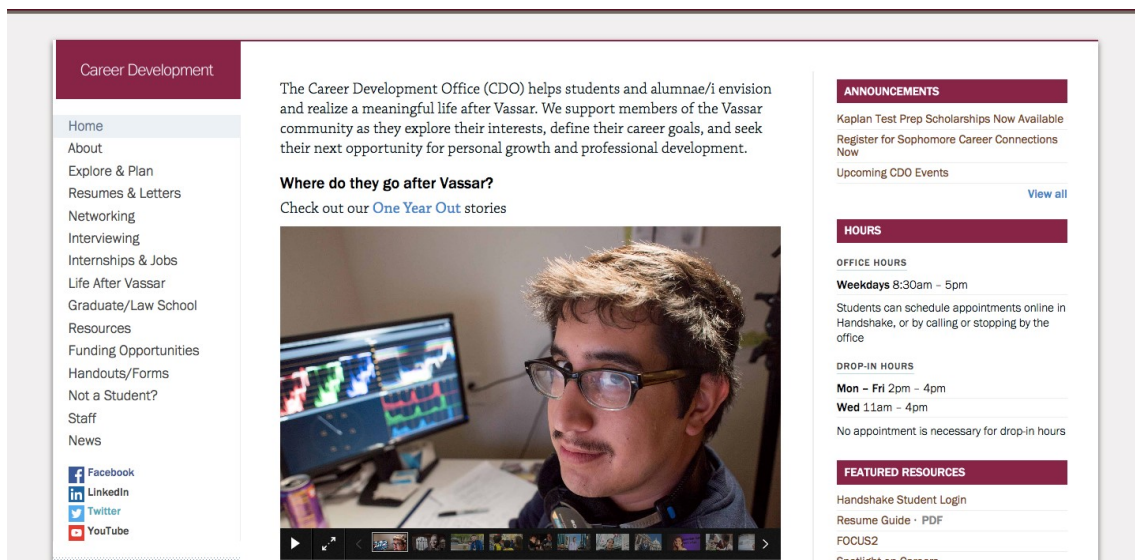 Career Development
Home
About
Explore & Plan
Resumes & Letters
Networking
Interviewing
Internships & Jobs
Life After Vassar
Graduate/Law School
Resources
Funding Opportunities
Handouts/Forms
Not a Student?
Staff
News
Facebook
LinkedIn
Twitter
YouTube
The Career Development Office (CDO) helps students and alumnae/i envision
and realize a meaningful life after Vassar. We support members of the Vassar
community as they explore their interests, define their career goals, and seek
their next opportunity for personal growth and professional development.
Where do they go after Vassar?
Check out our One Year Out stories
ANNOUNCEMENTS
Kaplan Test Prep Scholarships Now Available
Register for Sophomore Career Connections
Now
Upcoming CDO Events
View all
HOURS
OFFICE HOURS
Weekdays 8:30am – 5pm
Students can schedule appointments online in
Handshake, or by calling or stopping by the
office
DROP-IN HOURS
Mon – Fri 2pm – 4pm
Wed 11am – 4pm
No appointment is necessary for drop-in hours
FEATURED RESOURCES
Handshake Student Login
Resume Guide · PDF
FOCUS2
Spotlight on Careers